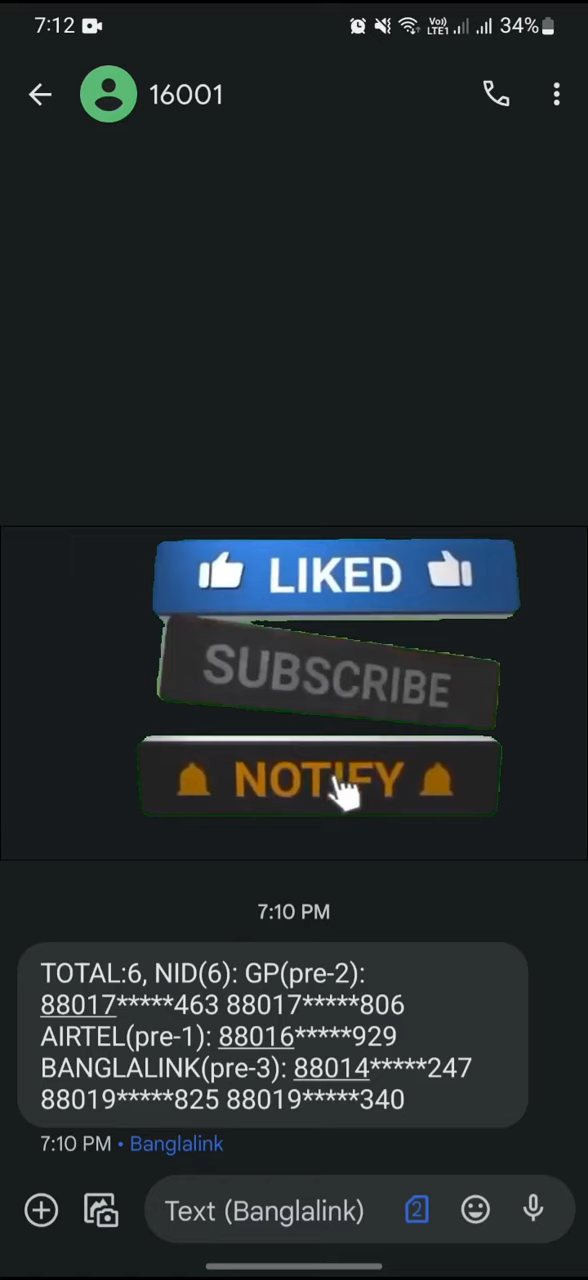 7:12
Vo)) LTE1 34%
16001
LIKED
SUBSCRIBE
NOTIFY
7:10 PM
TOTAL:6, NID(6): GP(pre-2):
88017*****463 88017*****806
AIRTEL(pre-1): 88016*****929
BANGLALINK(pre-3): 88014*****247
88019*****825 88019*****340
7:10 PM • Banglalink
Text (Banglalink) 2